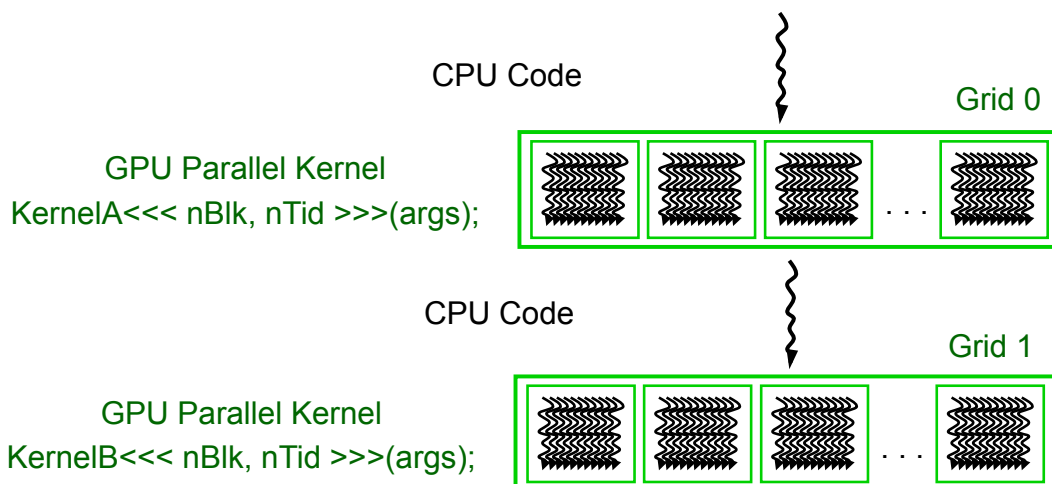 CPU Code
Grid 0
GPU Parallel Kernel
KernelA<<< nBlk, nTid >>>(args);
. . .
CPU Code
Grid 1
GPU Parallel Kernel
KernelB<<< nBlk, nTid >>>(args);
. . .